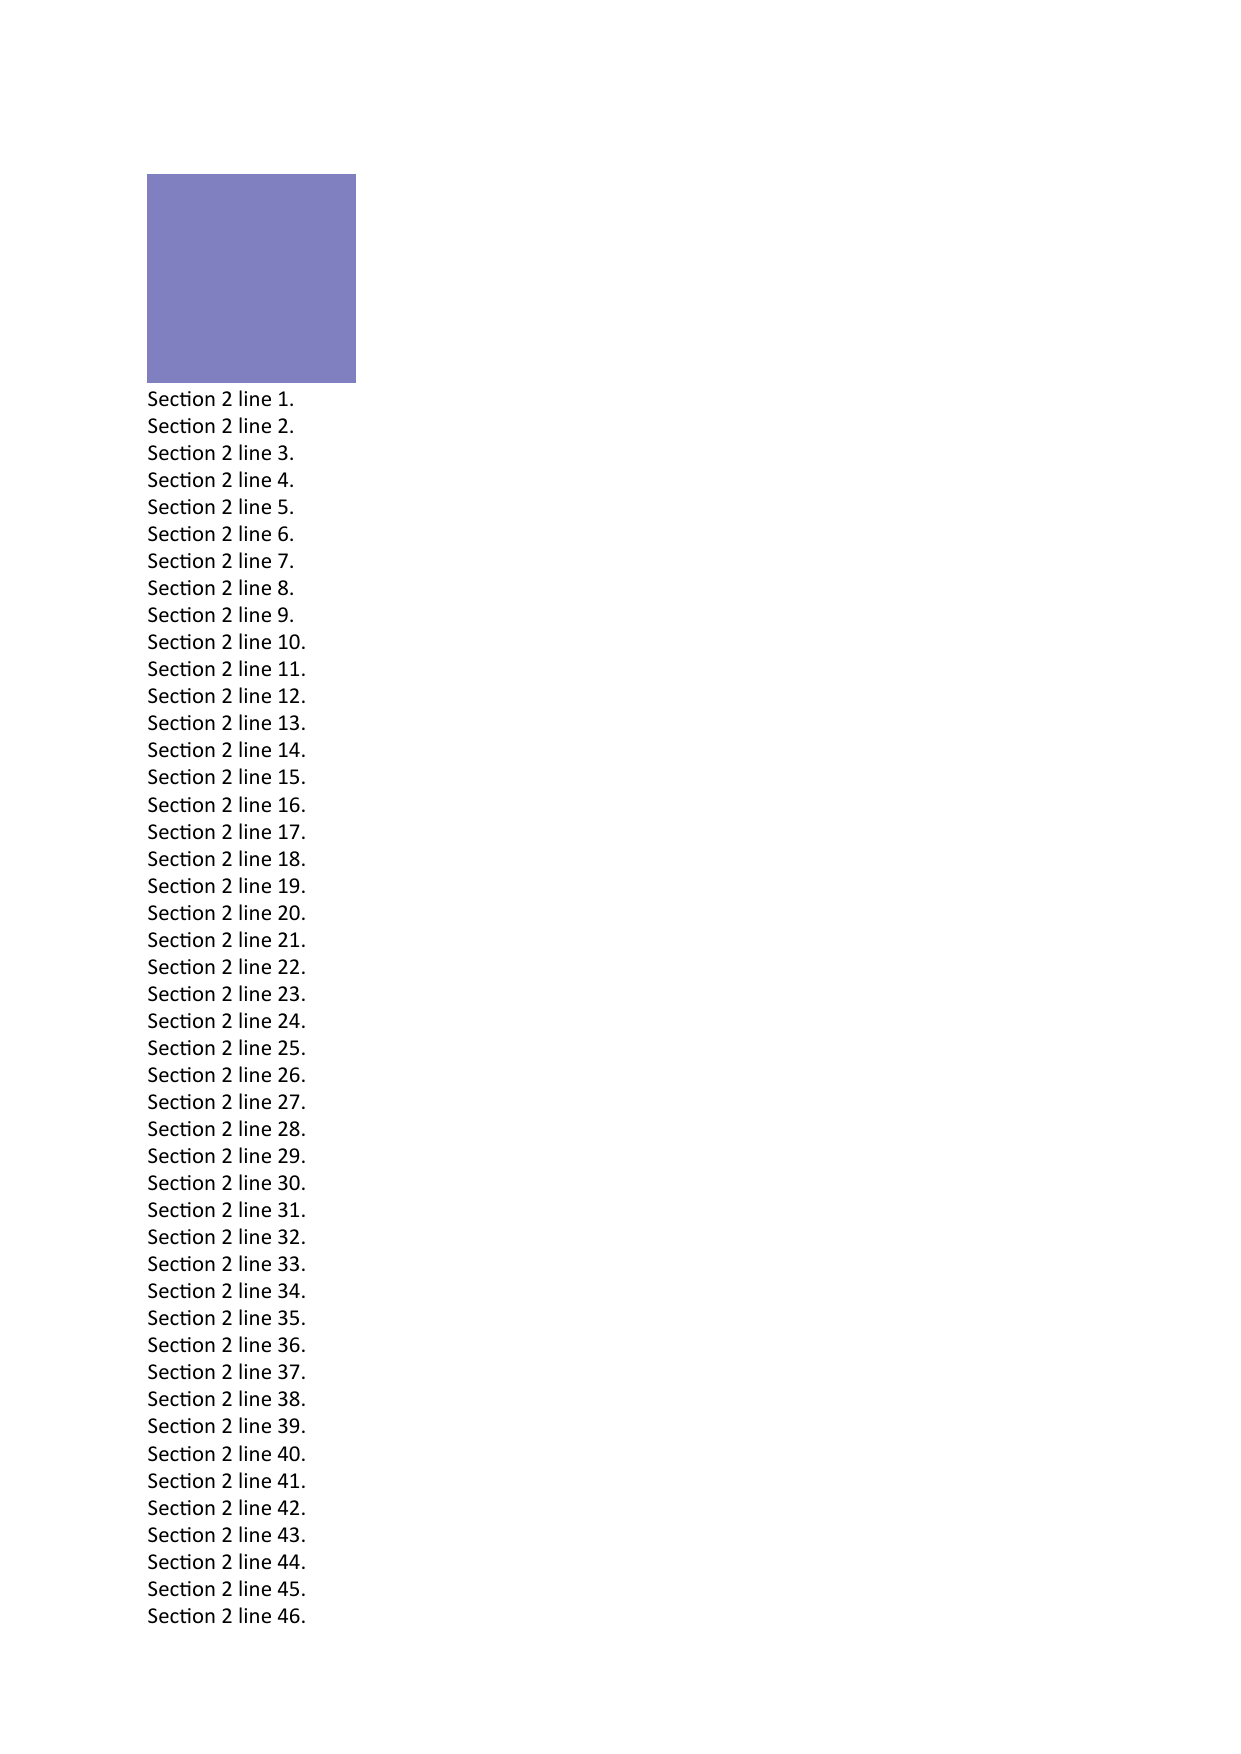 Section 2 line 1.
Section 2 line 2.
Section 2 line 3.
Section 2 line 4.
Section 2 line 5.
Section 2 line 6.
Section 2 line 7.
Section 2 line 8.
Section 2 line 9.
Section 2 line 10.
Section 2 line 11.
Section 2 line 12.
Section 2 line 13.
Section 2 line 14.
Section 2 line 15.
Section 2 line 16.
Section 2 line 17.
Section 2 line 18.
Section 2 line 19.
Section 2 line 20.
Section 2 line 21.
Section 2 line 22.
Section 2 line 23.
Section 2 line 24.
Section 2 line 25.
Section 2 line 26.
Section 2 line 27.
Section 2 line 28.
Section 2 line 29.
Section 2 line 30.
Section 2 line 31.
Section 2 line 32.
Section 2 line 33.
Section 2 line 34.
Section 2 line 35.
Section 2 line 36.
Section 2 line 37.
Section 2 line 38.
Section 2 line 39.
Section 2 line 40.
Section 2 line 41.
Section 2 line 42.
Section 2 line 43.
Section 2 line 44.
Section 2 line 45.
Section 2 line 46.